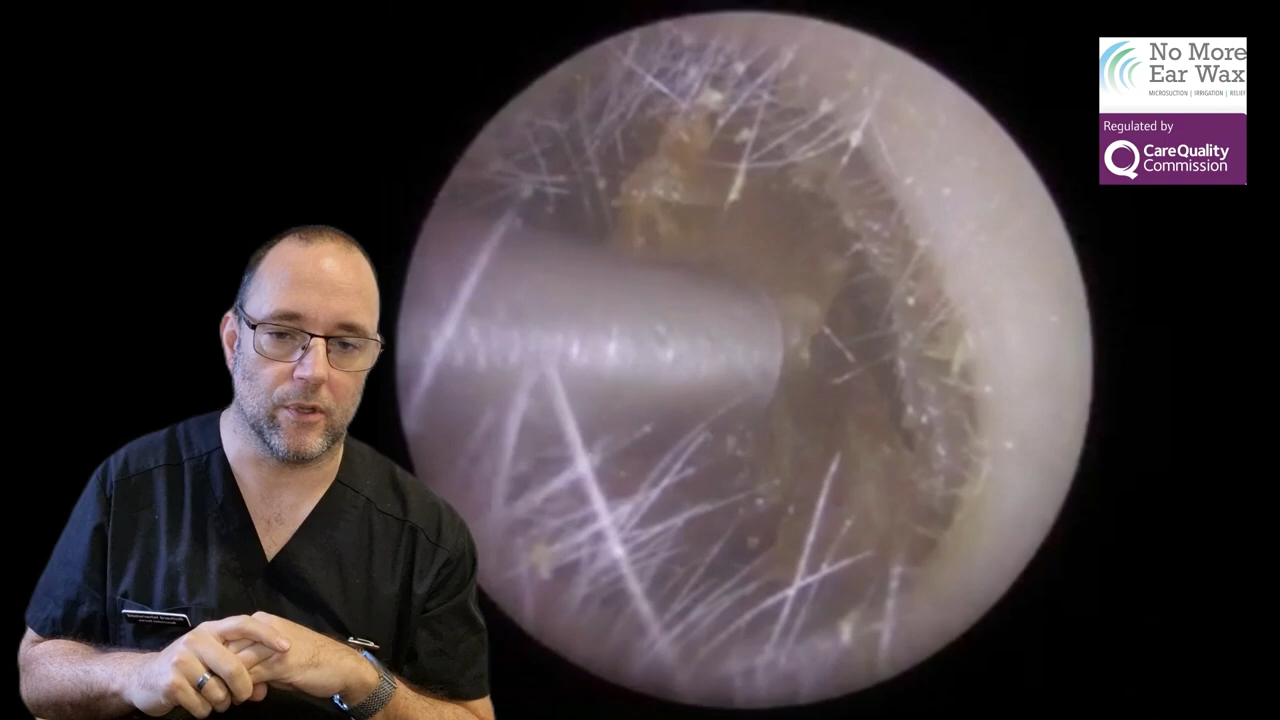 No More
Ear Wax
MICROSUCTION | IRRIGATION | RELIEF
Regulated by
CareQuality
Commission